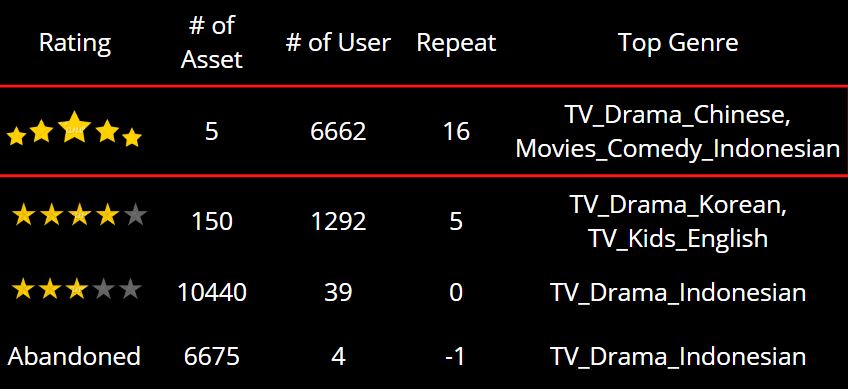 Rating # of Asset # of User Repeat Top Genre
5 6662 16 TV_Drama_Chinese, Movies_Comedy_Indonesian
150 1292 5 TV_Drama_Korean, TV_Kids_English
10440 39 0 TV_Drama_Indonesian
Abandoned 6675 4 -1 TV_Drama_Indonesian